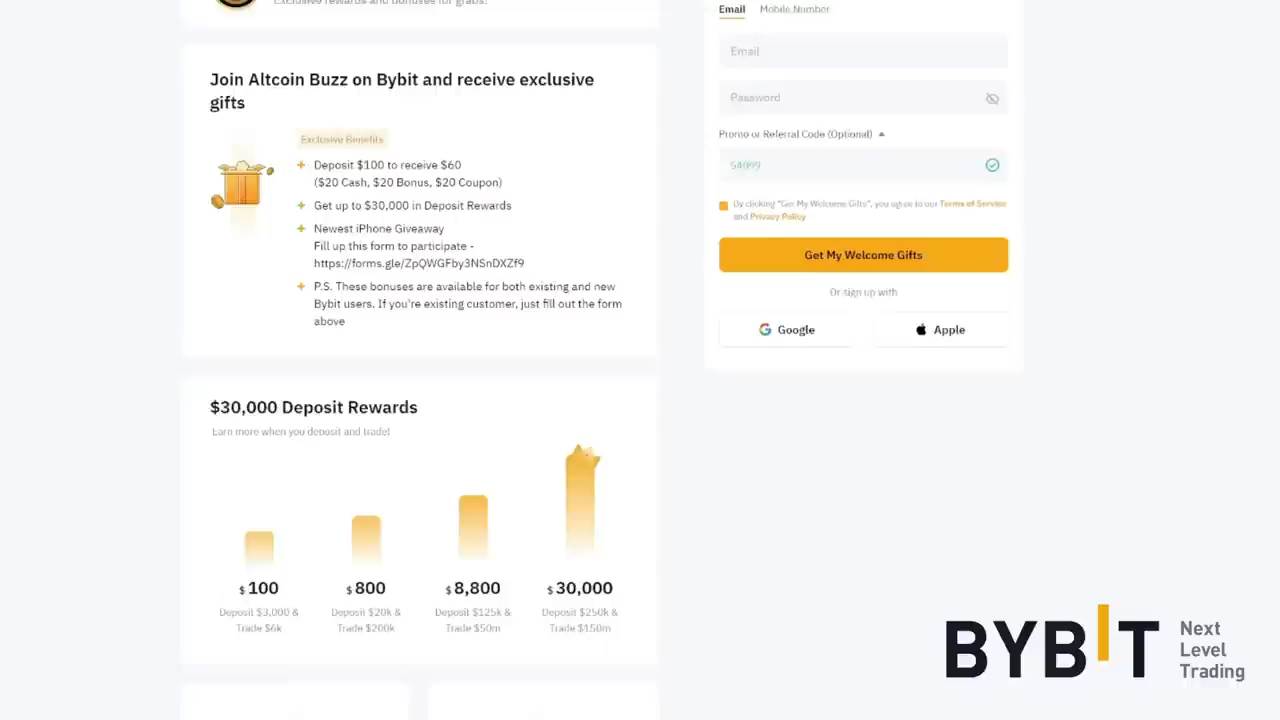 Exclusive rewards and bonuses for grabs!
Join Altcoin Buzz on Bybit and receive exclusive
gifts
Exclusive Benefits
Deposit $100 to receive $60
($20 Cash, $20 Bonus, $20 Coupon)
Get up to $30,000 in Deposit Rewards
Newest iPhone Giveaway
Fill up this form to participate -
https://forms.gle/ZpQWGFby3NSnDXZf9
P.S. These bonuses are available for both existing and new
Bybit users. If you're existing customer, just fill out the form
above
$30,000 Deposit Rewards
Earn more when you deposit and trade!
$ 100
Deposit $3,000 &
Trade $6k
$ 800
Deposit $20k &
Trade $200k
$ 8,800
Deposit $125k &
Trade $50m
$ 30,000
Deposit $250k &
Trade $150m
Email Mobile Number
Email
Password
Promo or Referral Code (Optional)
54099
By clicking "Get My Welcome Gifts", you agree to our Terms of Service
and Privacy Policy
Get My Welcome Gifts
Or sign up with
Google
Apple
BYBIT
Next
Level
Trading